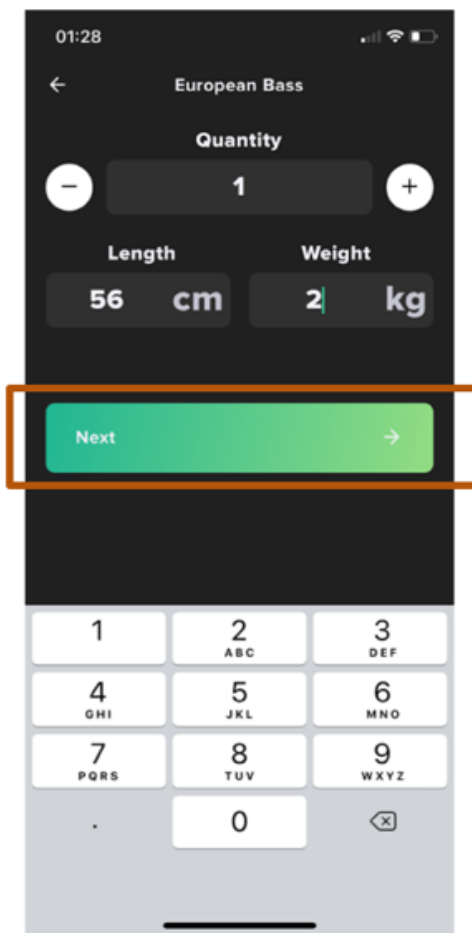 01:28
European Bass
Quantity
1
Length Weight
56 cm 2 kg
Next
1 2 3
ABC DEF
4 5 6
GHI JKL MNO
7 8 9
PQRS TUV WXYZ
. 0